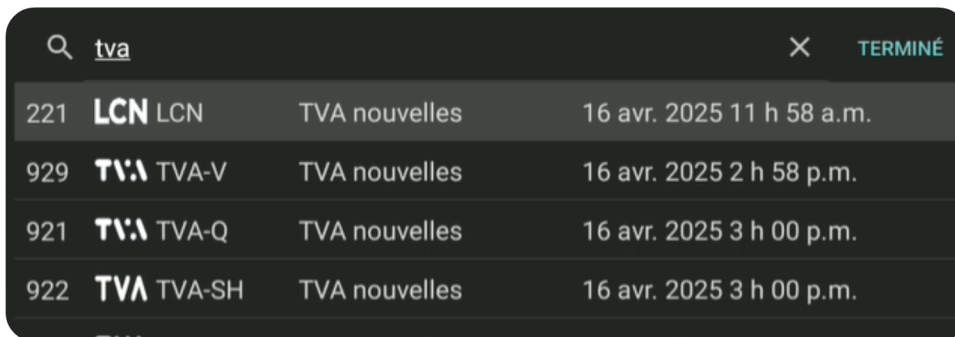 tva TERMINÉ
221 LCN LCN TVA nouvelles 16 avr. 2025 11 h 58 a.m.
929 TVA TVA-V TVA nouvelles 16 avr. 2025 2 h 58 p.m.
921 TVA TVA-Q TVA nouvelles 16 avr. 2025 3 h 00 p.m.
922 TVA TVA-SH TVA nouvelles 16 avr. 2025 3 h 00 p.m.